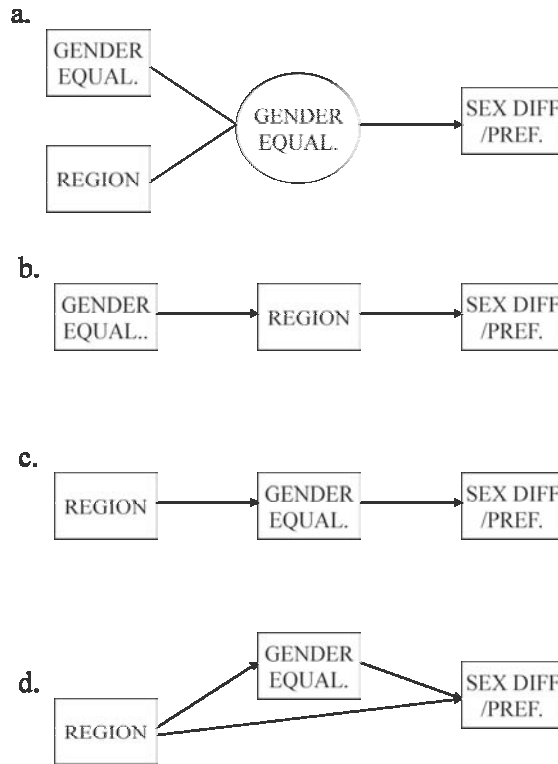 a.
GENDER
EQUAL.
REGION
GENDER
EQUAL.
SEX DIFF
/PREF.
b.
GENDER
EQUAL..
REGION
SEX DIFF
/PREF.
c.
REGION
GENDER
EQUAL.
SEX DIFF
/PREF.
d.
REGION
GENDER
EQUAL.
SEX DIFF
/PREF.